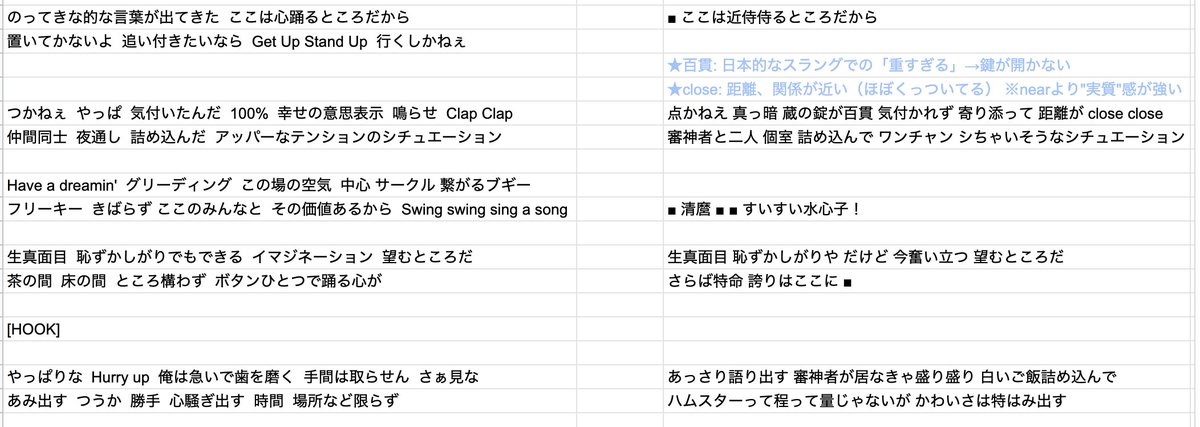 のってきな的な言葉が出てきた ここは心踊るところだから
■ ここは近侍侍るところだから
置いてかないよ 追い付きたいなら Get Up Stand Up 行くしかねぇ
★百貫: 日本的なスラングでの「重すぎる」→鍵が開かない
★close: 距離、関係が近い（ほぼくっついてる） ※nearより"実質"感が強い
つかねぇ やっぱ 気付いたんだ 100% 幸せの意思表示 鳴らせ Clap Clap
点かねえ 真っ暗 蔵の錠が百貫 気付かれず 寄り添って 距離が close close
仲間同士 夜通し 詰め込んだ アッパーなテンションのシチュエーション
審神者と二人 個室 詰め込んで ワンチャン シちゃいそうなシチュエーション
Have a dreamin' グリーディング この場の空気 中心 サークル 繋がるブギー
フリーキー きばらず ここのみんなと その価値あるから Swing swing sing a song
■ 清麿 ■ ■ すいすい水心子！
生真面目 恥ずかしがりでもできる イマジネーション 望むところだ
生真面目 恥ずかしがりや だけど 今奮い立つ 望むところだ
茶の間 床の間 ところ構わず ボタンひとつで踊る心が
さらば特命 誇りはここに ■
[HOOK]
やっぱりな Hurry up 俺は急いで歯を磨く 手間は取らせん さぁ見な
あっさり語り出す 審神者が居なきゃ盛り盛り 白いご飯詰め込んで
あみ出す つうか 勝手 心騒ぎ出す 時間 場所など限らず
ハムスターって程って量じゃないが かわいさは特はみ出す